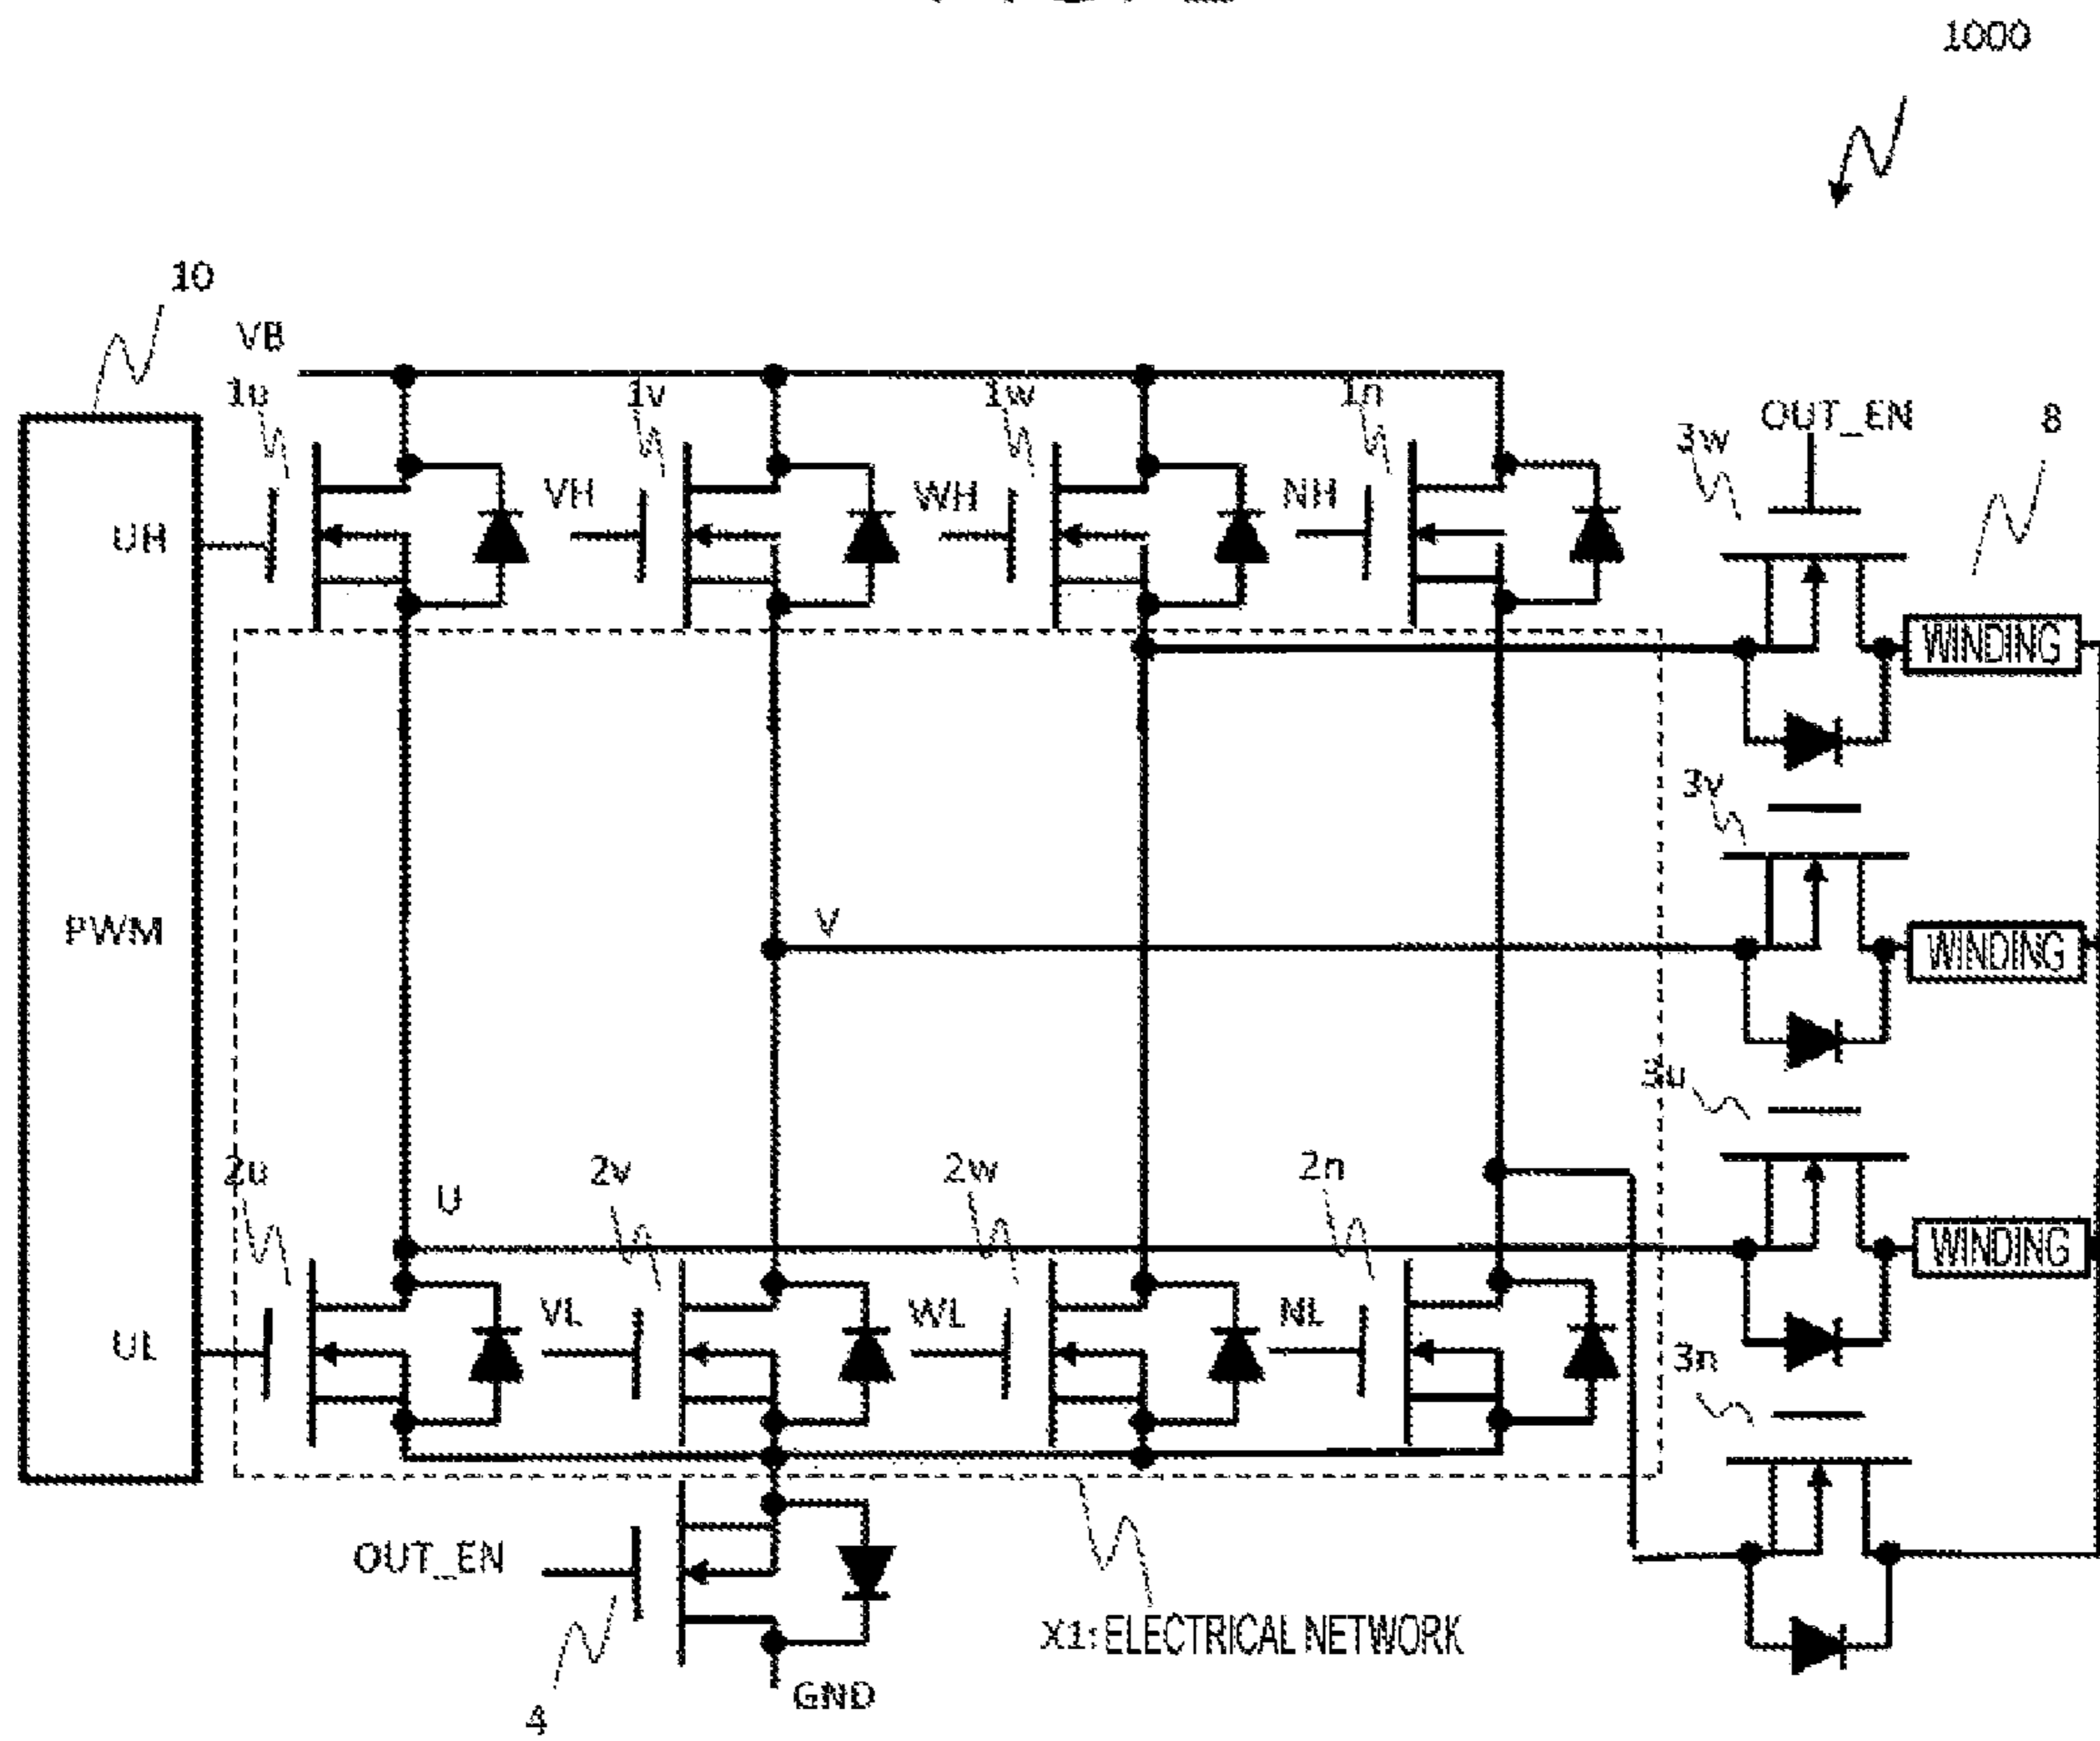 1000
10
VB
1u
1v
1w
1n
OUT_EN
3w
8
UH
VH
WH
NH
WINDING
3v
PWM
V
WINDING
3u
2u
U
2v
2w
2n
WINDING
UL
VL
WL
NL
3n
OUT_EN
X1: ELECTRICAL NETWORK
GND
4